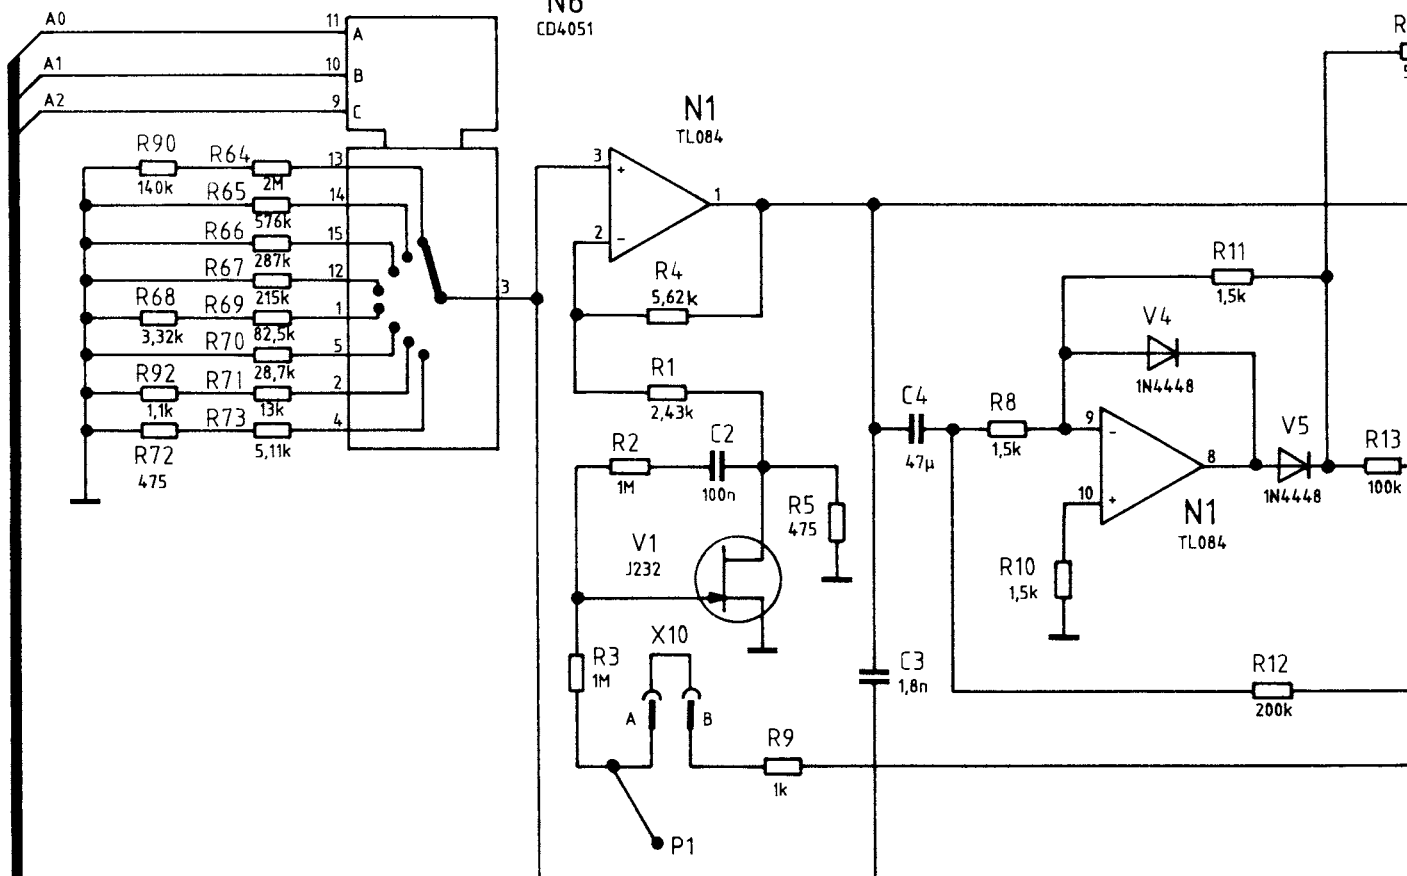 N6
CD4051
A0
11
A
A1
10
B
A2
9
C
R90
140k
R64
2M
13
R65
576k
14
R66
287k
15
R67
215k
12
R68
3,32k
R69
82,5k
1
R70
28,7k
5
R92
1,1k
R71
13k
2
R72
475
R73
5,11k
4
3
N1
TL084
3
+
2
−
1
R4
5,62k
R1
2,43k
R2
1M
C2
100n
R5
475
V1
J232
R3
1M
X10
A
B
P1
R9
1k
C3
1,8n
C4
47µ
R8
1,5k
R11
1,5k
V4
1N4448
9
−
10
+
8
N1
TL084
V5
1N4448
R13
100k
R10
1,5k
R12
200k
R